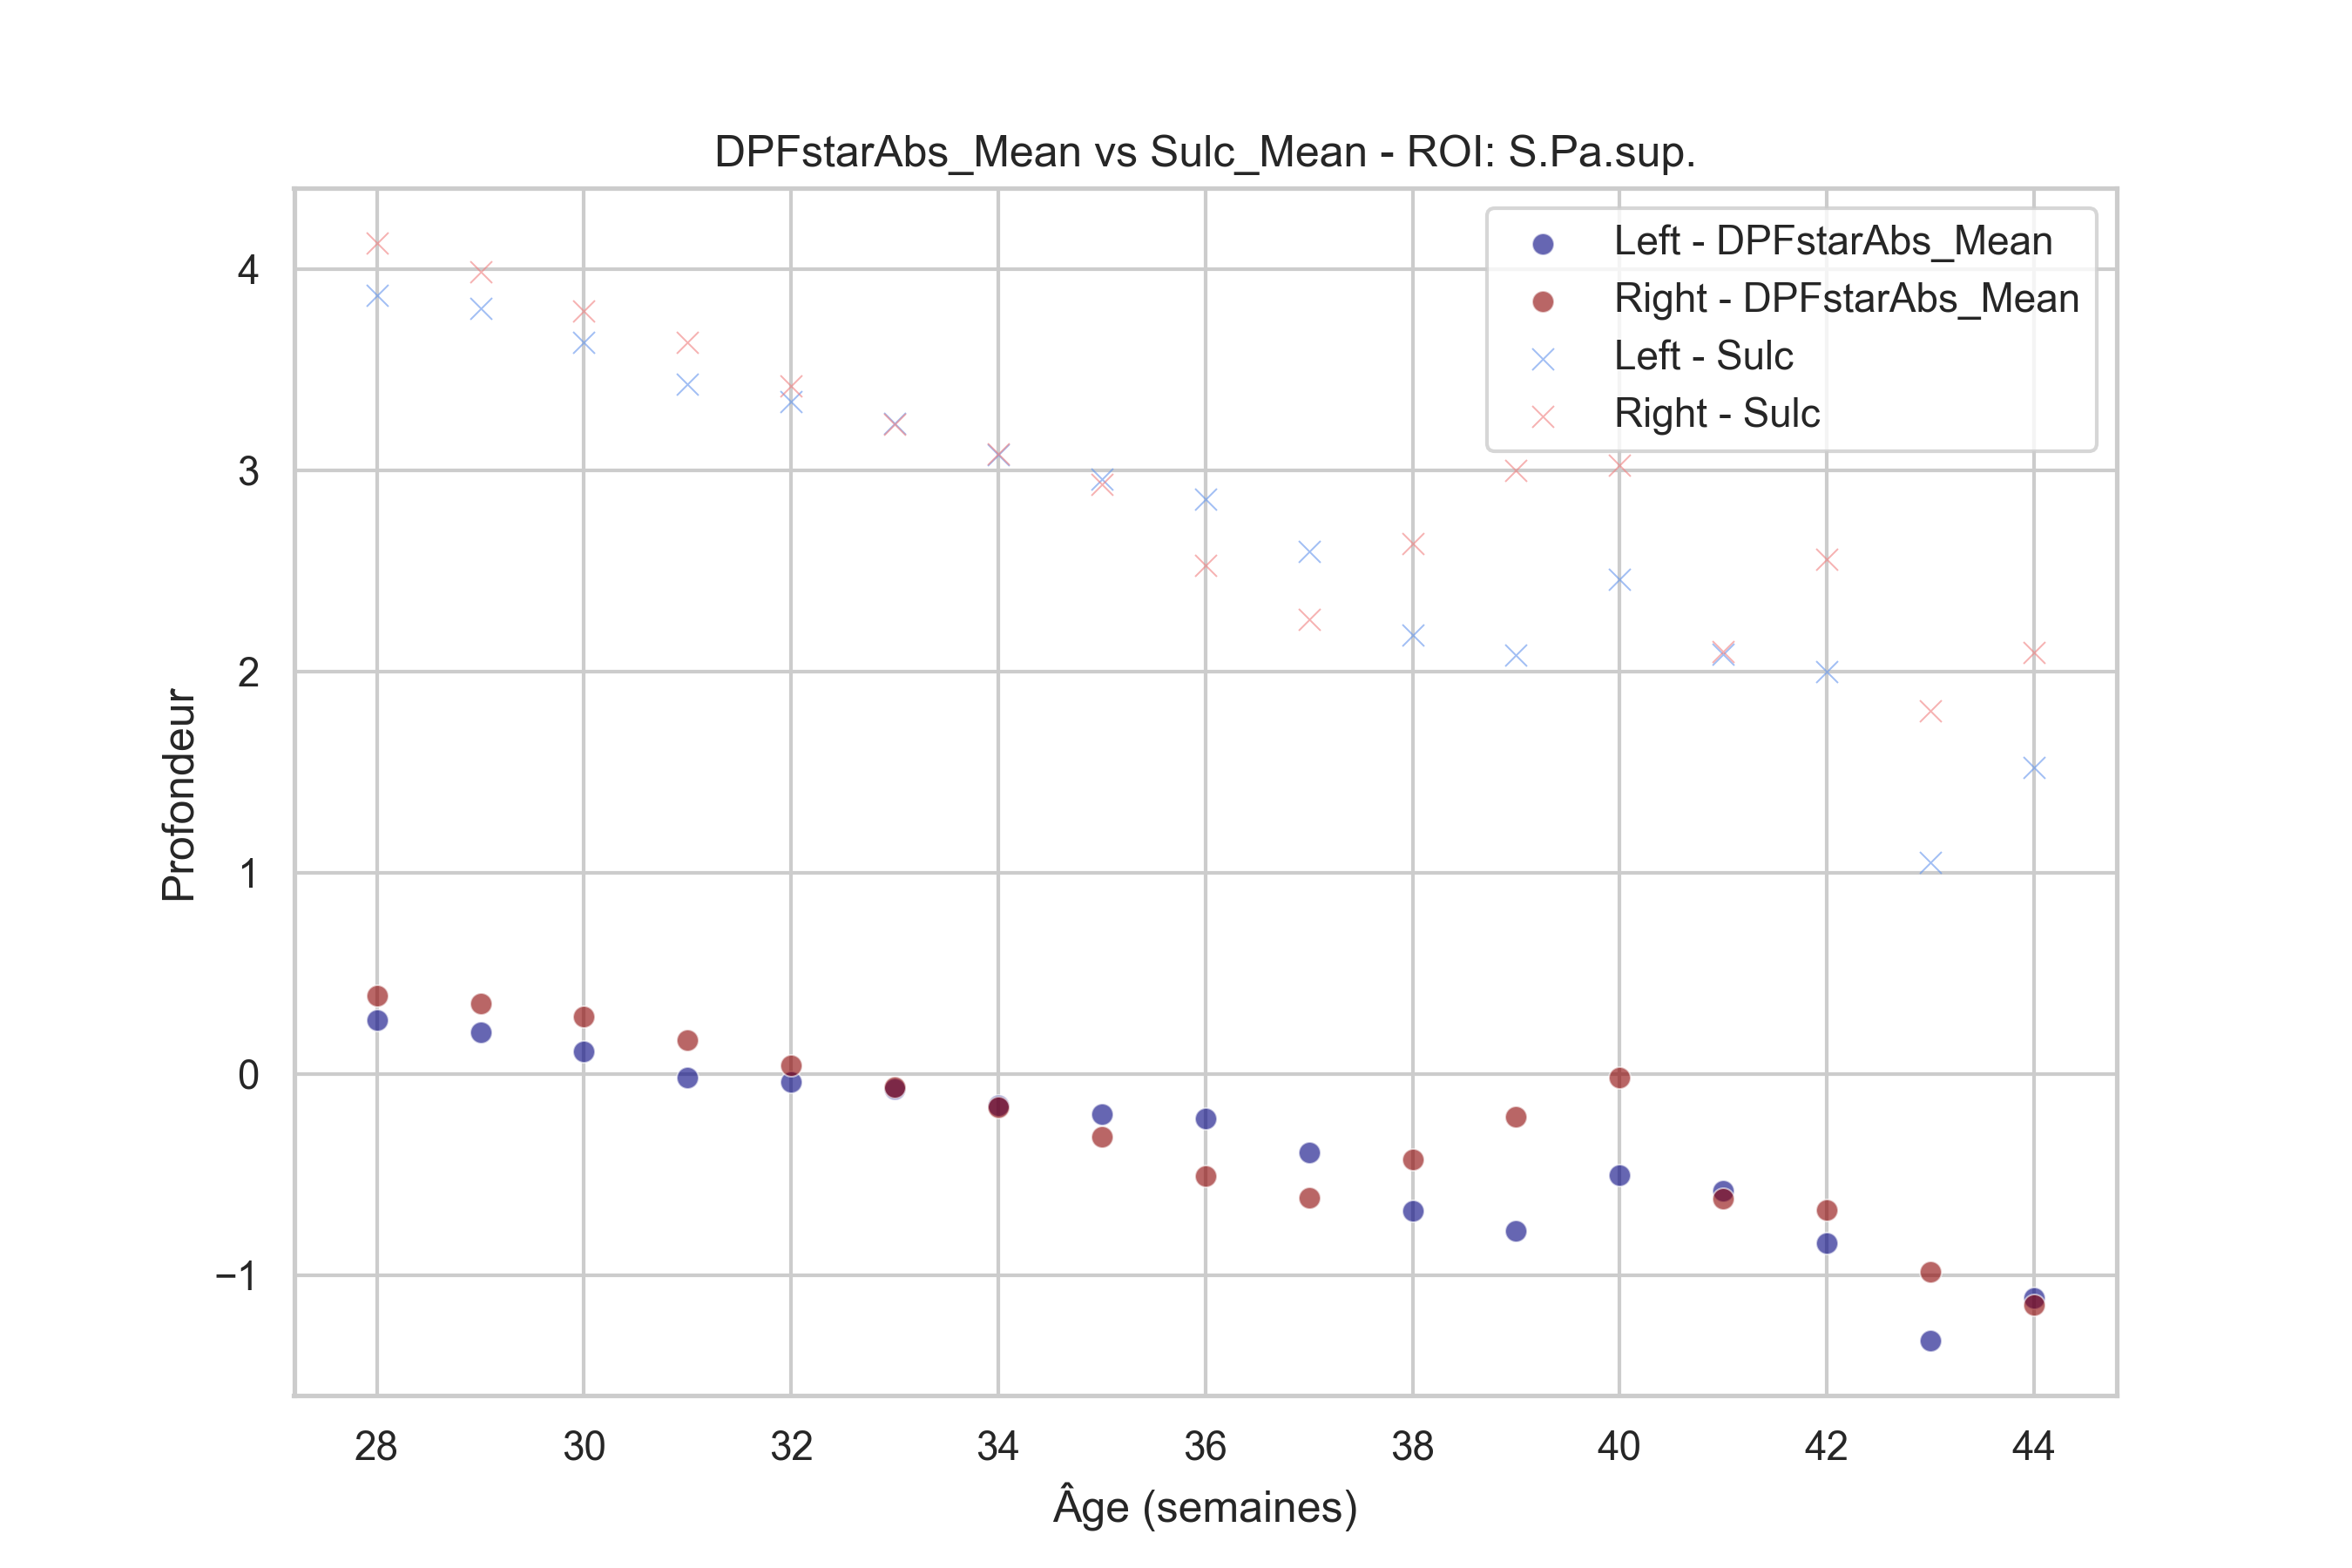 DPFstarAbs_Mean vs Sulc_Mean - ROI: S.Pa.sup.
Left - DPFstarAbs_Mean
Right - DPFstarAbs_Mean
Left - Sulc
Right - Sulc
Profondeur
4
3
2
1
0
−1
28 30 32 34 36 38 40 42 44
Âge (semaines)